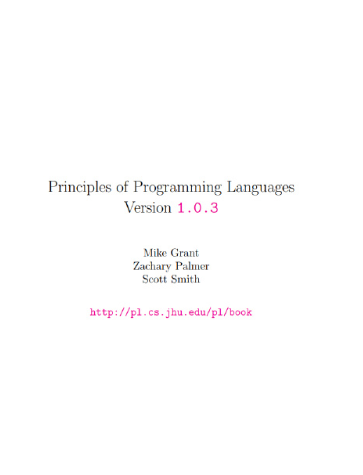 Principles of Programming Languages
Version 1.0.3
Mike Grant
Zachary Palmer
Scott Smith
http://pl.cs.jhu.edu/pl/book